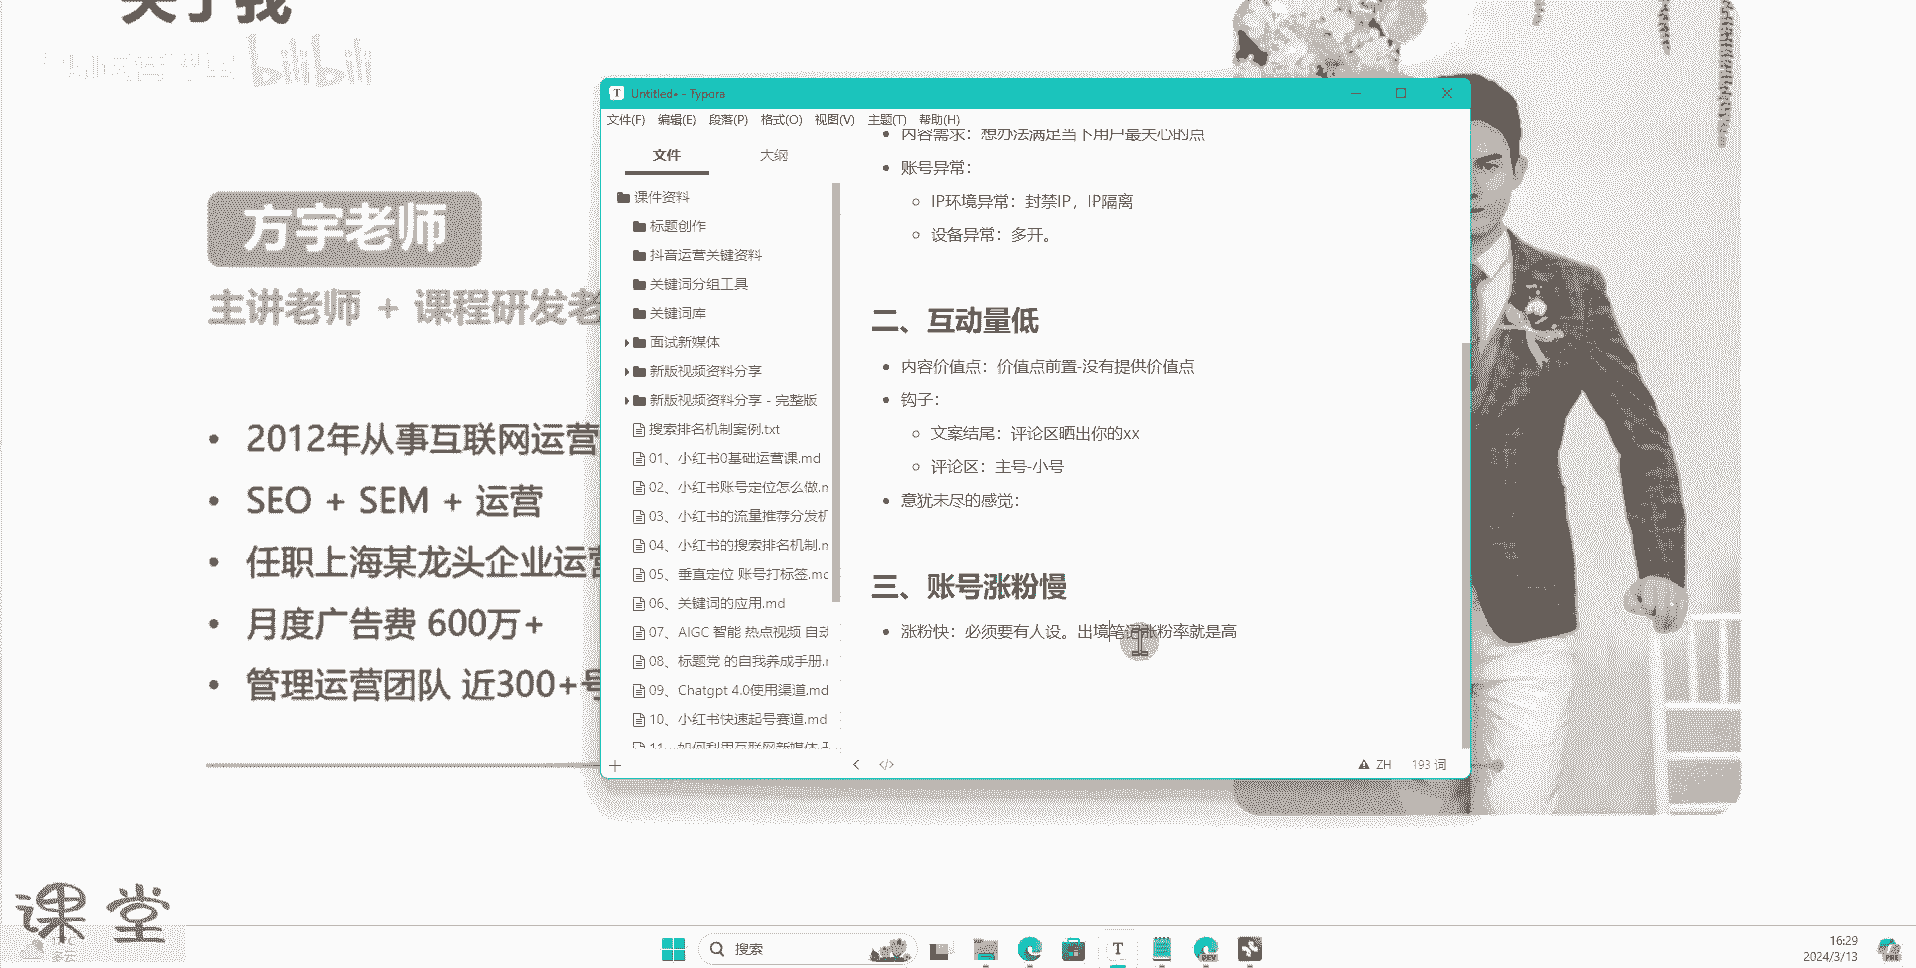 关于我
bilibili
方宇老师
主讲老师 + 课程研发老
2012年从事互联网运营
SEO + SEM + 运营
任职上海某龙头企业运营
月度广告费 600万+
管理运营团队 近300+号
课 堂
Untitled• - Typora
文件(F) 编辑(E) 段落(P) 格式(O) 视图(V) 主题(T) 帮助(H)
文件 大纲
课件资料
标题创作
抖音运营关键资料
关键词分组工具
关键词库
面试新媒体
新版视频资料分享
新版视频资料分享 - 完整版
搜索排名机制案例.txt
01、小红书0基础运营课.md
02、小红书账号定位怎么做.m
03、小红书的流量推荐分发机
04、小红书的搜索排名机制.m
05、垂直定位 账号打标签.md
06、关键词的应用.md
07、AIGC 智能 热点视频 自动
08、标题党 的自我养成手册.m
09、Chatgpt 4.0使用渠道.md
10、小红书快速起号赛道.md
11、如何利用互联网新媒体
内容需求：想办法满足当下用户最关心的点
账号异常：
IP环境异常：封禁IP，IP隔离
设备异常：多开。
二、互动量低
内容价值点：价值点前置-没有提供价值点
钩子：
文案结尾：评论区晒出你的xx
评论区：主号-小号
意犹未尽的感觉：
三、账号涨粉慢
涨粉快：必须要有人设。出境笔记涨粉率就是高
ZH 193 词
多云
搜索
T
DEV
16:29
2024/3/13
PRE